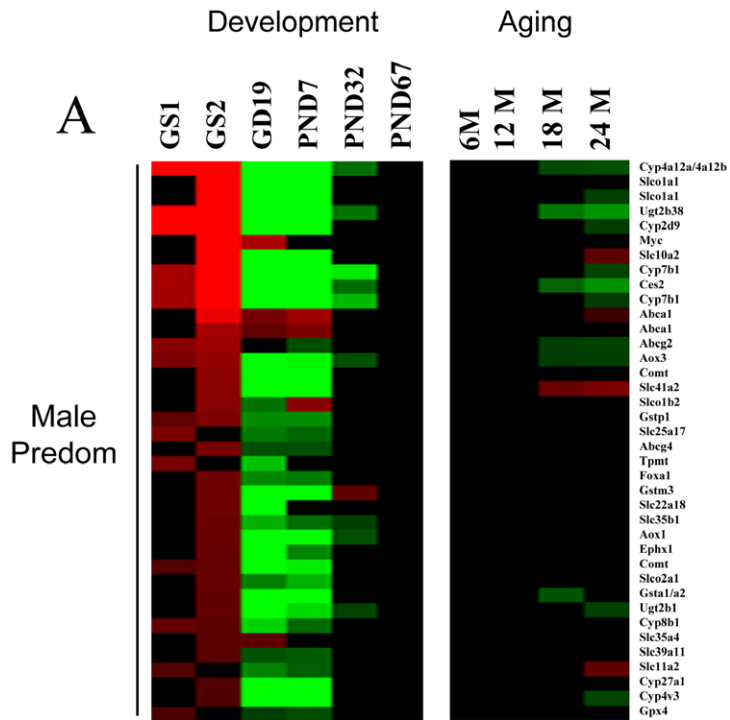 Development
Aging
A
GS1
GS2
GD19
PND7
PND32
PND67
6M
12 M
18 M
24 M
Male
Predom
Cyp4a12a/4a12b
Slco1a1
Slco1a1
Ugt2b38
Cyp2d9
Myc
Slc10a2
Cyp7b1
Ces2
Cyp7b1
Abca1
Abca1
Abcg2
Aox3
Comt
Slc41a2
Slco1b2
Gstp1
Slc25a17
Abcg4
Tpmt
Foxa1
Gstm3
Slc22a18
Slc35b1
Aox1
Ephx1
Comt
Slco2a1
Gsta1/a2
Ugt2b1
Cyp8b1
Slc35a4
Slc39a11
Slc11a2
Cyp27a1
Cyp4v3
Gpx4